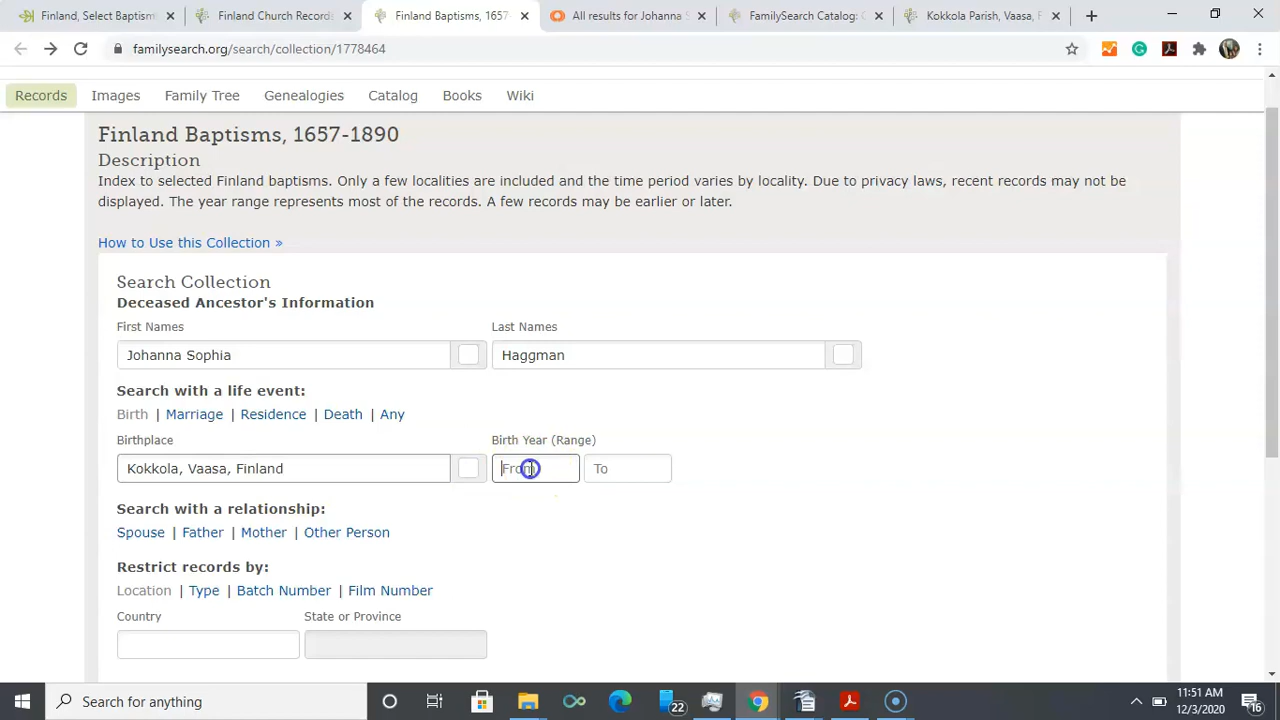 Finland, Select Baptism
Finland Church Records
Finland Baptisms, 1657-
All results for Johanna S
FamilySearch Catalog: C
Kokkola Parish, Vaasa, F
familysearch.org/search/collection/1778464
Records Images Family Tree Genealogies Catalog Books Wiki
Finland Baptisms, 1657-1890
Description
Index to selected Finland baptisms. Only a few localities are included and the time period varies by locality. Due to privacy laws, recent records may not be
displayed. The year range represents most of the records. A few records may be earlier or later.
How to Use this Collection »
Search Collection
Deceased Ancestor's Information
First Names Last Names
Johanna Sophia Haggman
Search with a life event:
Birth | Marriage | Residence | Death | Any
Birthplace Birth Year (Range)
Kokkola, Vaasa, Finland From To
Search with a relationship:
Spouse | Father | Mother | Other Person
Restrict records by:
Location | Type | Batch Number | Film Number
Country State or Province
Search for anything
22
11:51 AM
12/3/2020
16